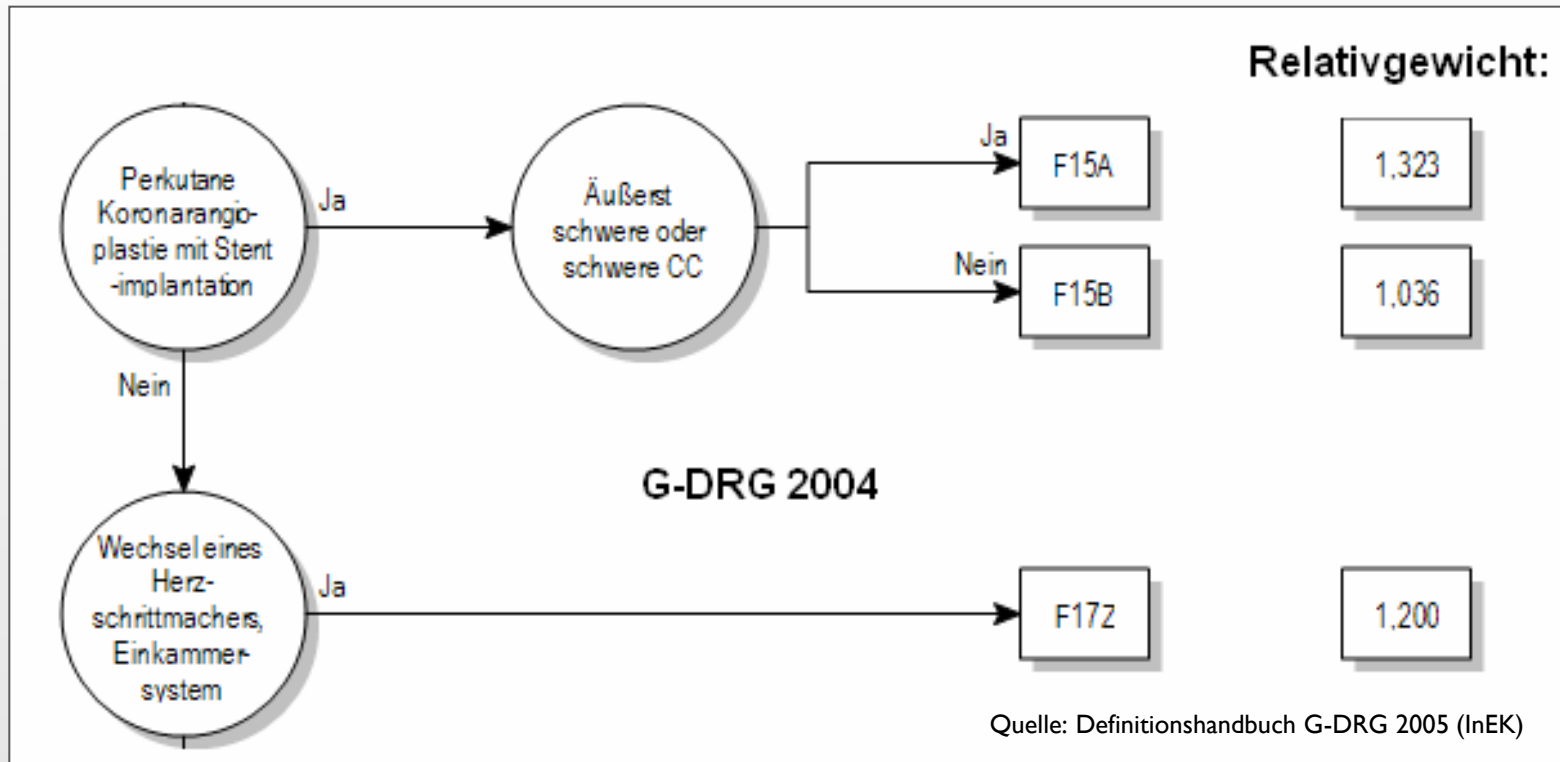 Relativgewicht:
Perkutane
Koronarangio-
plastie mit Stent
-implantation
Ja
Äußerst
schwere oder
schwere CC
Ja
F15A
1,323
Nein
F15B
1,036
Nein
G-DRG 2004
Wechsel eines
Herz-
schrittmachers,
Einkammer-
system
Ja
F17Z
1,200
Quelle: Definitionshandbuch G-DRG 2005 (InEK)